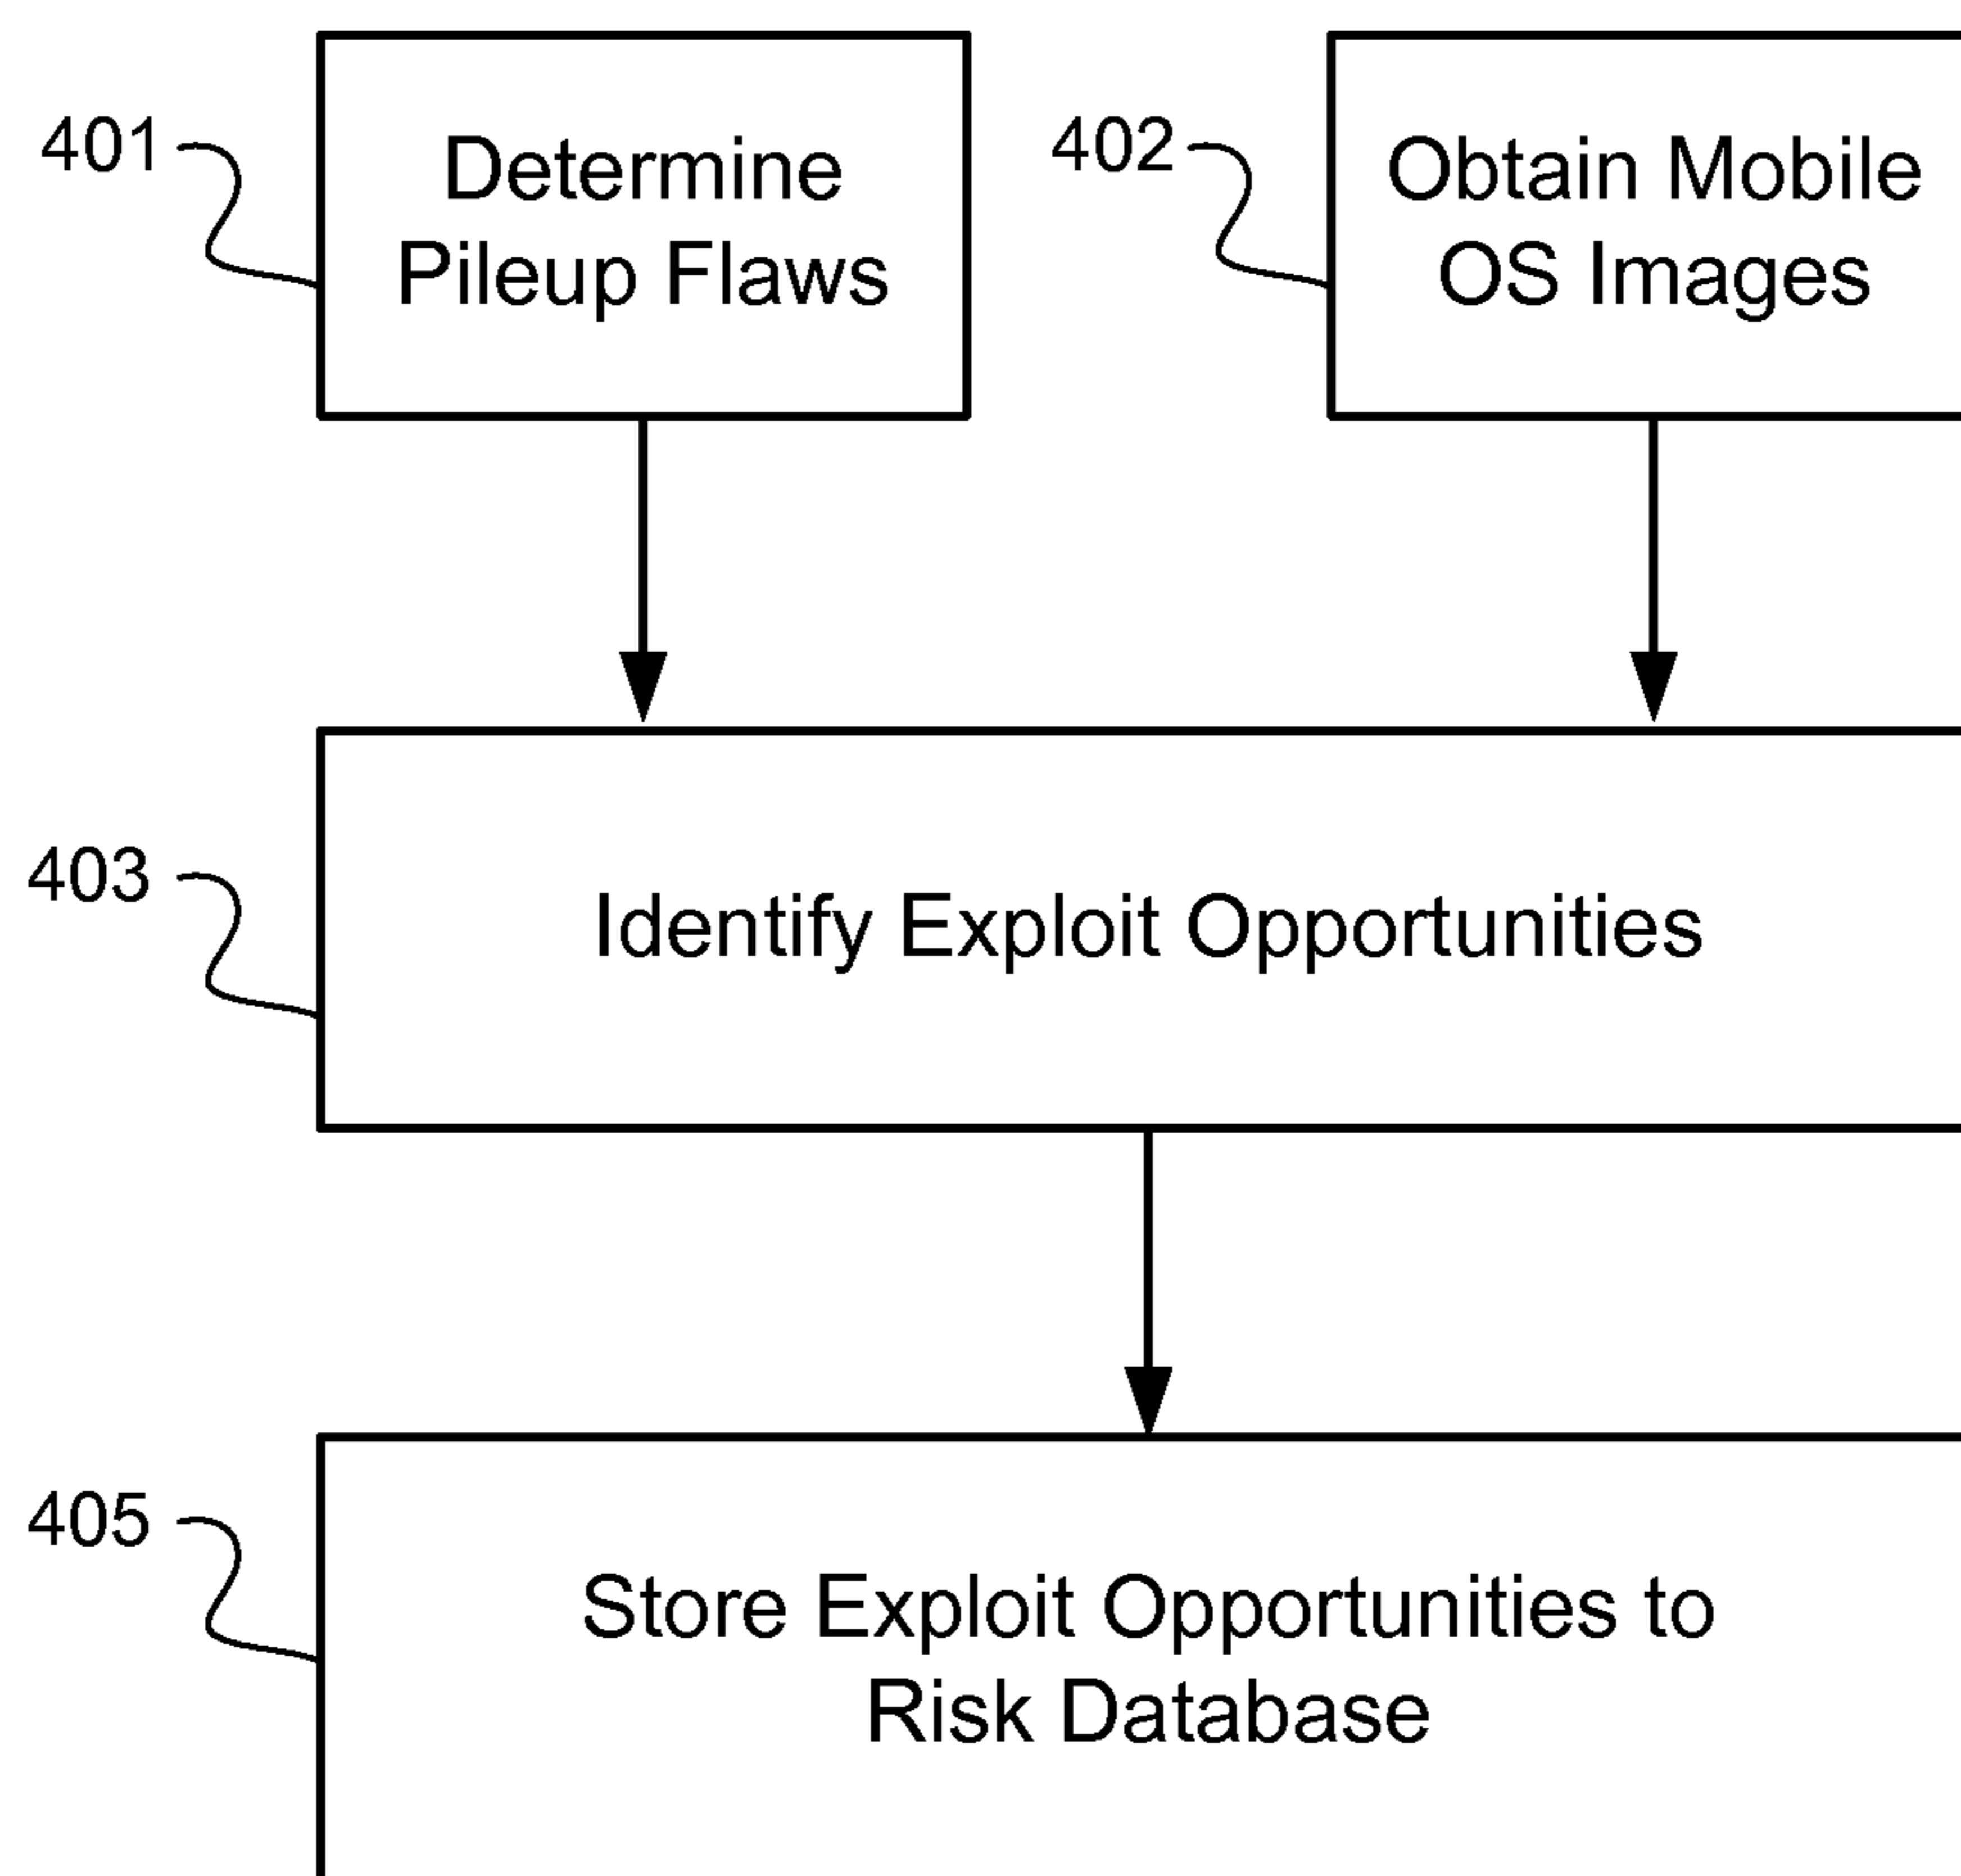 401
Determine
Pileup Flaws
402
Obtain Mobile
OS Images
403
Identify Exploit Opportunities
405
Store Exploit Opportunities to
Risk Database